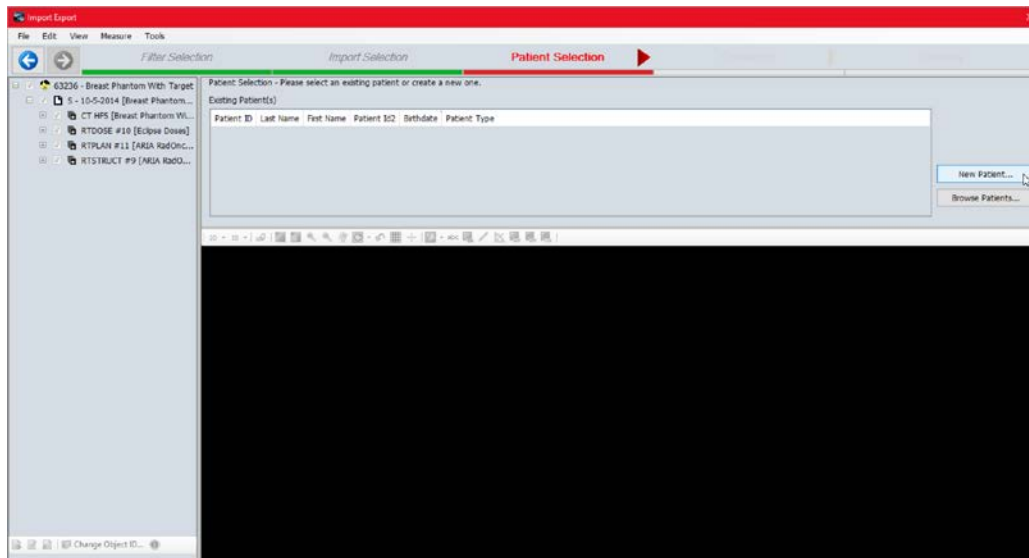 Import Export
File Edit View Measure Tools
Filter Selection Import Selection Patient Selection
63236 - Breast Phantom With Target
S - 10-5-2014 [Breast Phantom...
CT HFS [Breast Phantom Wi...
RTDOSE #10 [Eclipse Doses]
RTPLAN #11 [ARIA RadOnc...
RTSTRUCT #9 [ARIA RadO...
Patient Selection - Please select an existing patient or create a new one.
Existing Patient(s)
Patient ID Last Name First Name Patient Id2 Birthdate Patient Type
New Patient...
Browse Patients...
Change Object ID...